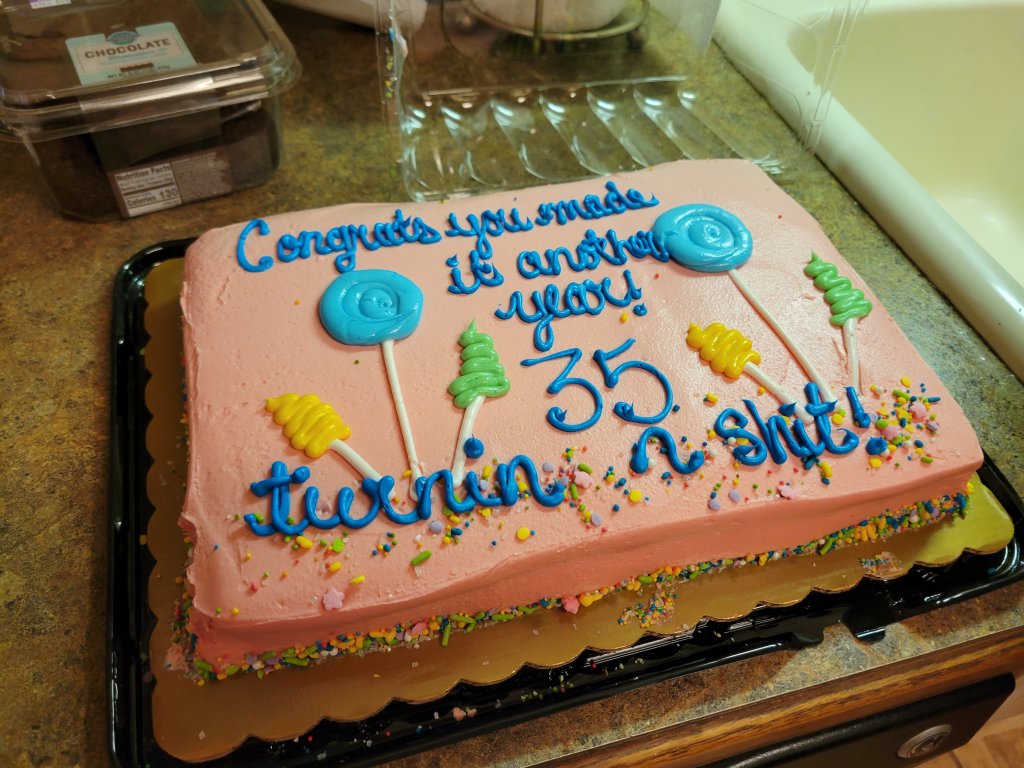 CHOCOLATE
Nutrition Facts
Calories 130
Congrats you made
it another
year!
35
turnin n shit!